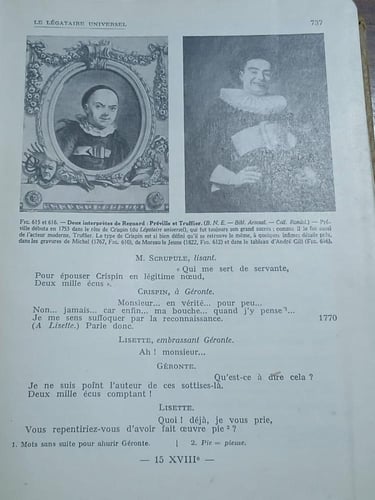 LE LÉGATAIRE UNIVERSEL 737
FIG. 615 et 616. — Deux interprètes de Regnard : Préville et Truffier. (B. N. E. — Bibl. Arsenal. — Coll. Rondel.) — Pré-
ville débuta en 1753 dans le rôle de Crispin (du Légataire universel), qui fut toujours son grand succès ; comme il le fut aussi
de l'acteur moderne, Truffier. Le type de Crispin est si bien défini qu'il se retrouve le même, à quelques infimes détails près,
dans les gravures de Michel (1767, FIG. 610), de Moreau le Jeune (1822, FIG. 612) et dans le tableau d'André Gill (FIG. 616).
M. SCRUPULE, lisant.
« Qui me sert de servante,
Pour épouser Crispin en légitime nœud,
Deux mille écus ».
CRISPIN, à Géronte.
Monsieur... en vérité... pour peu...
Non... jamais... car enfin... ma bouche... quand j'y pense¹...
Je me sens suffoquer par la reconnaissance. 1770
(A Lisette.) Parle donc.
LISETTE, embrassant Géronte.
Ah ! monsieur...
GÉRONTE.
Qu'est-ce à dire cela ?
Je ne suis point l'auteur de ces sottises-là.
Deux mille écus comptant !
LISETTE.
Quoi ! déjà, je vous prie,
Vous repentiriez-vous d'avoir fait œuvre pie² ?
1. Mots sans suite pour ahurir Géronte. | 2. Pie = pieuse.
— 15 XVIIIᵉ —